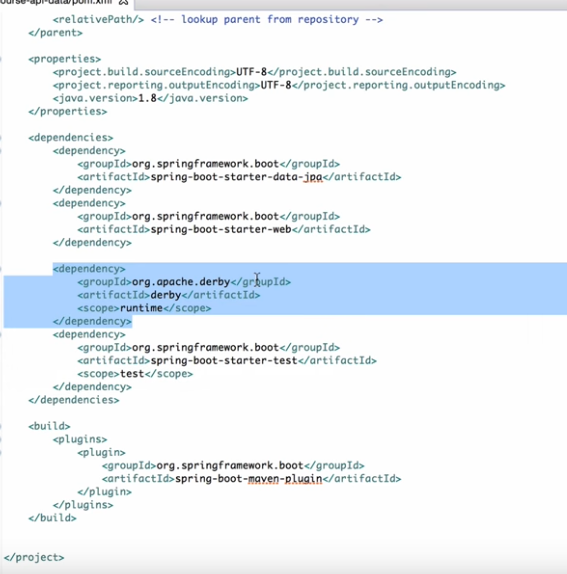 ourse-api-data/pom.xml
<relativePath/> <!-- lookup parent from repository -->
</parent>
<properties>
<project.build.sourceEncoding>UTF-8</project.build.sourceEncoding>
<project.reporting.outputEncoding>UTF-8</project.reporting.outputEncoding>
<java.version>1.8</java.version>
</properties>
<dependencies>
<dependency>
<groupId>org.springframework.boot</groupId>
<artifactId>spring-boot-starter-data-jpa</artifactId>
</dependency>
<dependency>
<groupId>org.springframework.boot</groupId>
<artifactId>spring-boot-starter-web</artifactId>
</dependency>
<dependency>
<groupId>org.apache.derby</groupId>
<artifactId>derby</artifactId>
<scope>runtime</scope>
</dependency>
<dependency>
<groupId>org.springframework.boot</groupId>
<artifactId>spring-boot-starter-test</artifactId>
<scope>test</scope>
</dependency>
</dependencies>
<build>
<plugins>
<plugin>
<groupId>org.springframework.boot</groupId>
<artifactId>spring-boot-maven-plugin</artifactId>
</plugin>
</plugins>
</build>
</project>